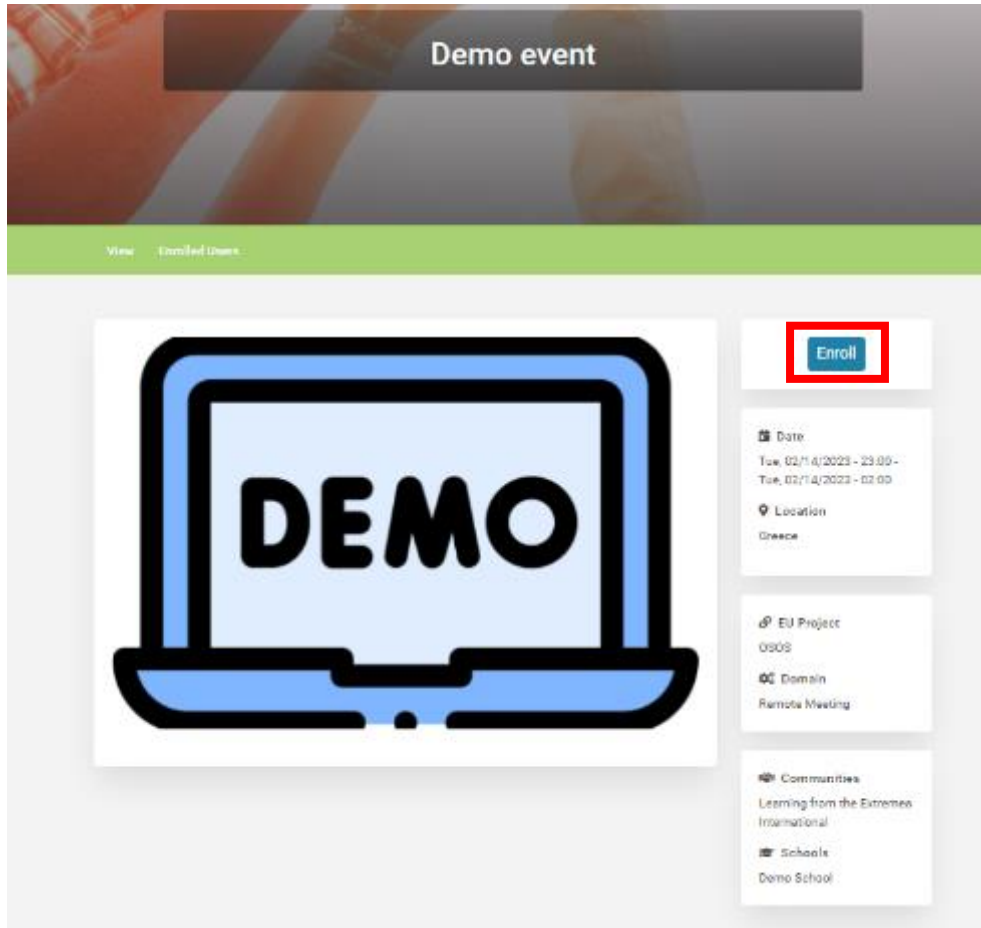 Demo event
View Enrolled Users
DEMO
Enroll
Date
Tue, 02/14/2023 - 23:00 -
Tue, 02/14/2023 - 02:00
Location
Greece
EU Project
OSOS
Domain
Remote Meeting
Communities
Learning from the Extremes
International
Schools
Demo School